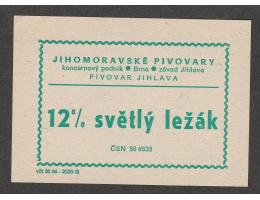 JIHOMORAVSKÉ PIVOVARY
koncernový podnik • Brno • závod Jihlava
PIVOVAR JIHLAVA
12% světlý ležák
ČSN 56 6635